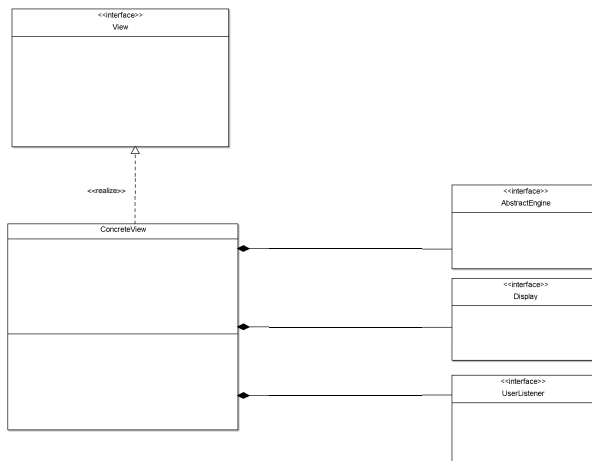 <<interface>>
View
<<realize>>
ConcreteView
<<interface>>
AbstractEngine
<<interface>>
Display
<<interface>>
UserListener